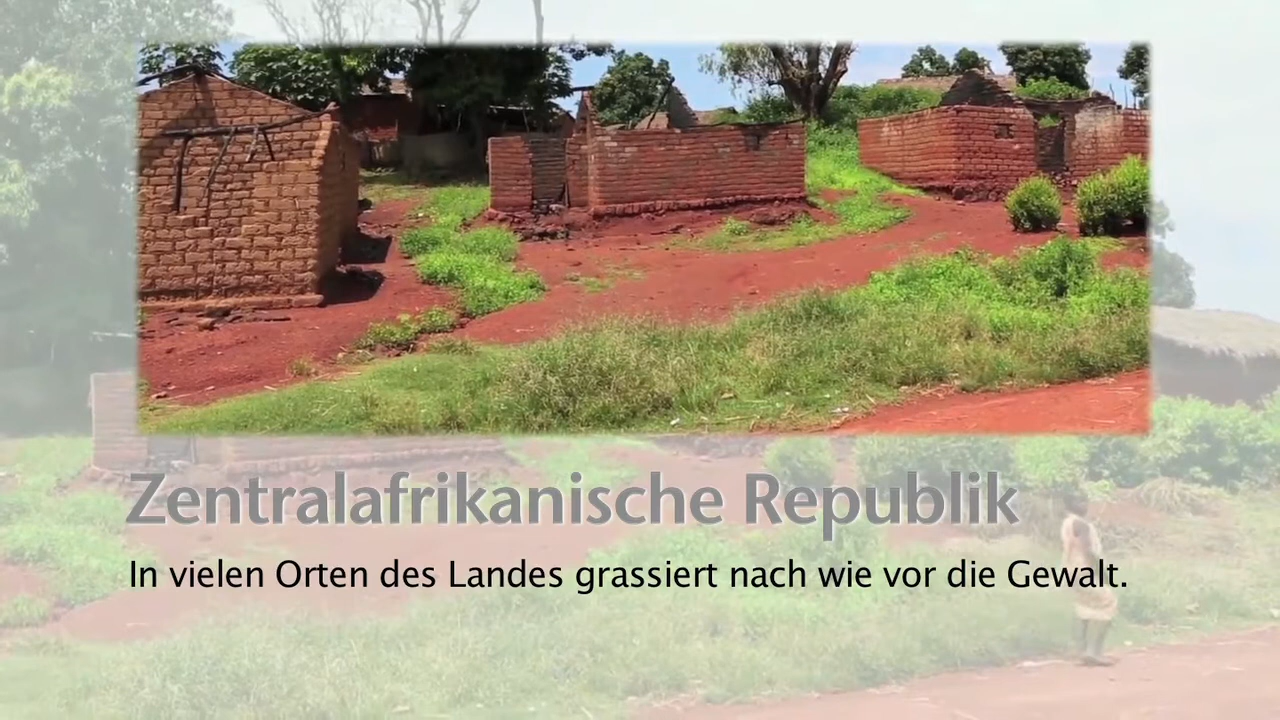 Zentralafrikanische Republik
In vielen Orten des Landes grassiert nach wie vor die Gewalt.